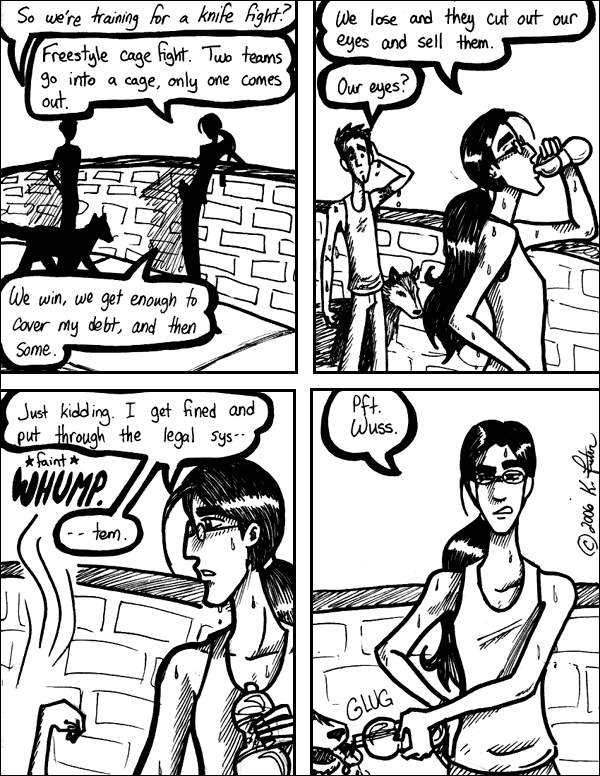 So we're training for a knife fight?
Freestyle cage fight. Two teams
go into a cage, only one comes
out.
We win, we get enough to
cover my debt, and then
some.
We lose and they cut out our
eyes and sell them.
Our eyes?
Just kidding. I get fined and
put through the legal sys--
*faint*
WHUMP.
-- tem.
Pft.
Wuss.
GLUG
© 2006 K.